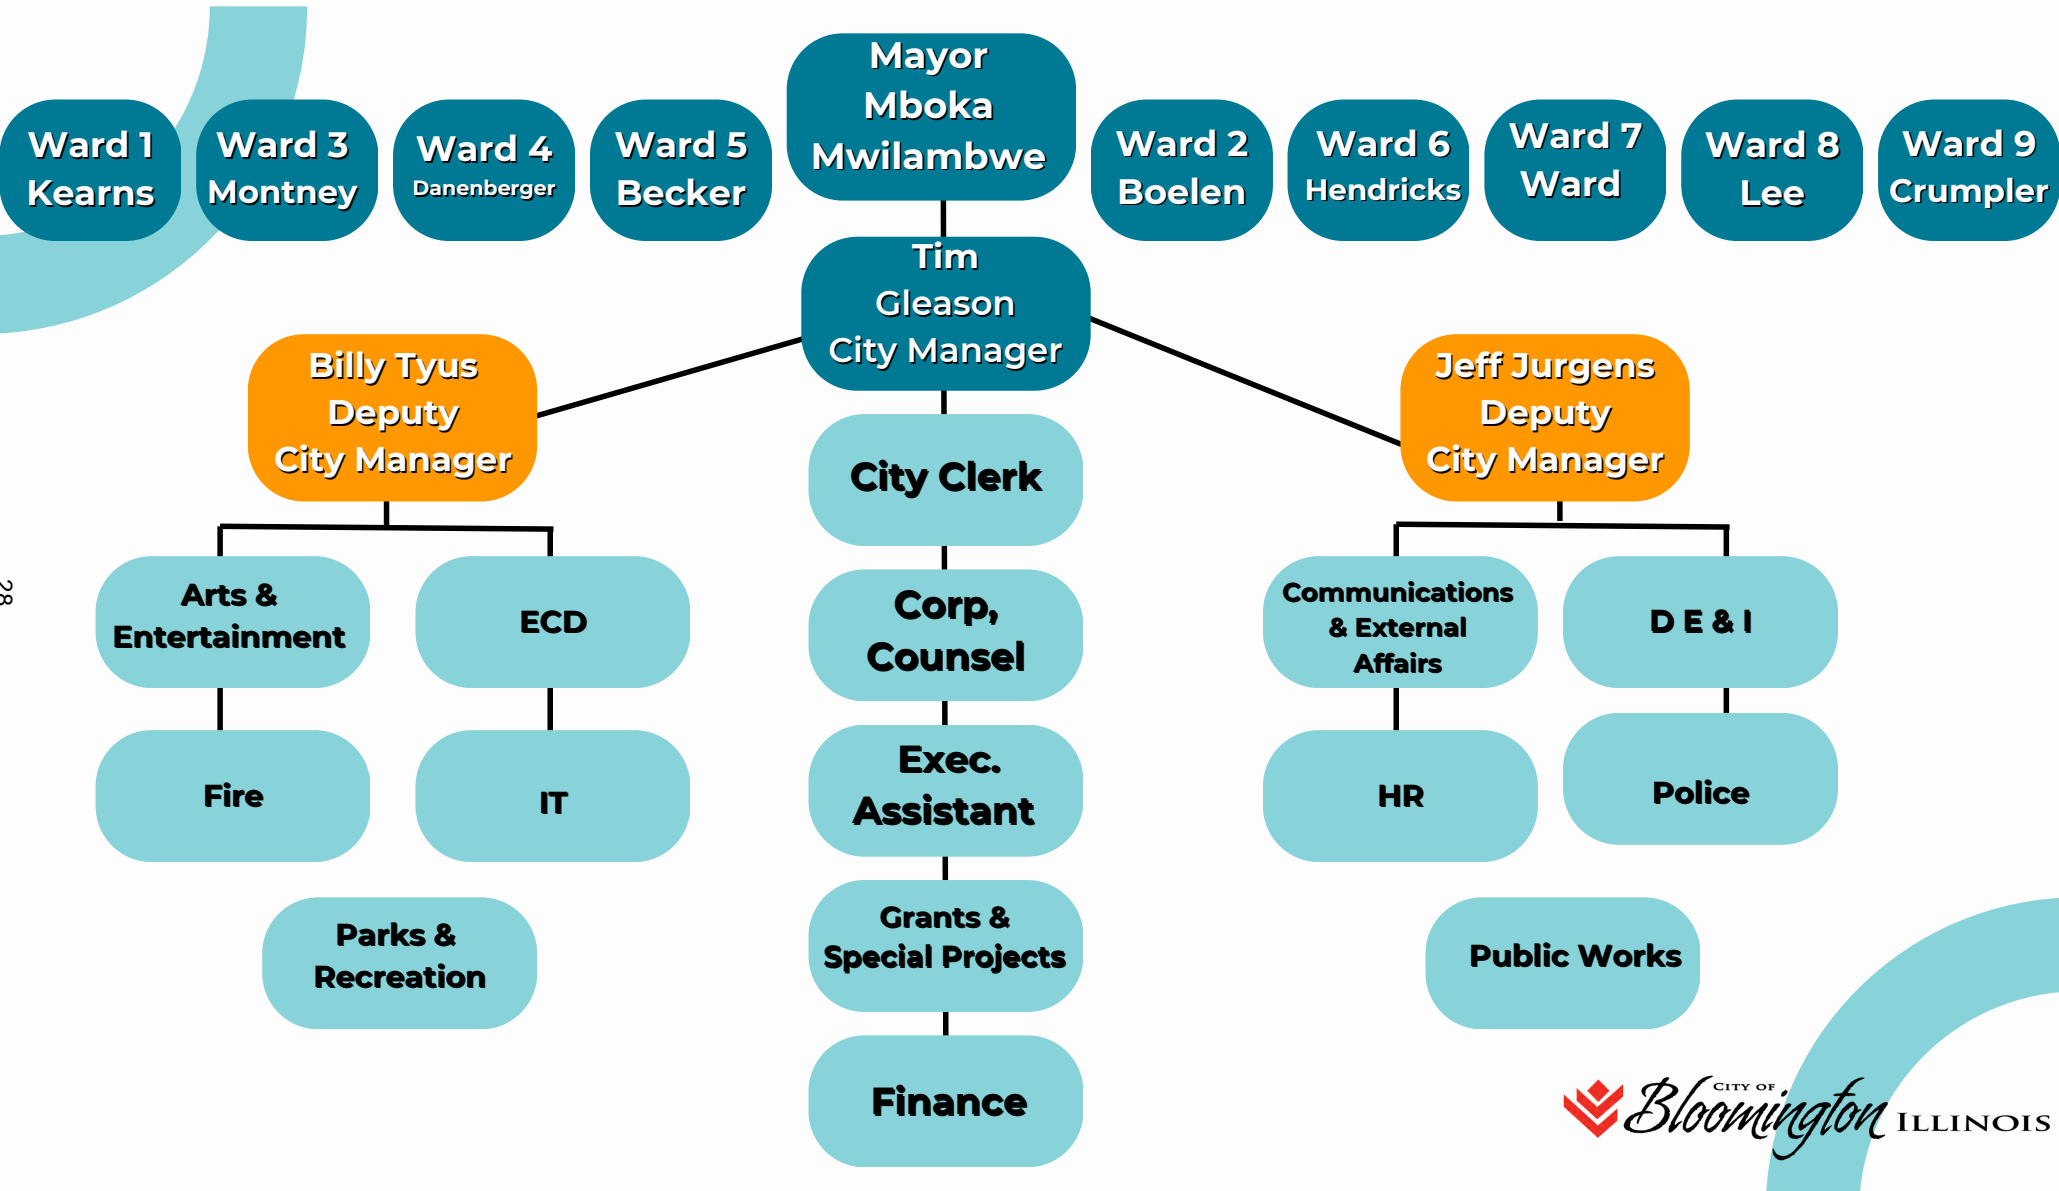 Mayor
Mboka
Mwilambwe
Ward 1
Kearns
Ward 3
Montney
Ward 4
Danenberger
Ward 5
Becker
Ward 2
Boelen
Ward 6
Hendricks
Ward 7
Ward
Ward 8
Lee
Ward 9
Crumpler
Tim
Gleason
City Manager
Billy Tyus
Deputy
City Manager
Jeff Jurgens
Deputy
City Manager
City Clerk
Corp,
Counsel
Exec.
Assistant
Grants &
Special Projects
Finance
Arts &
Entertainment
ECD
Fire
IT
Parks &
Recreation
Communications
& External
Affairs
D E & I
HR
Police
Public Works
28
CITY OF
Bloomington ILLINOIS